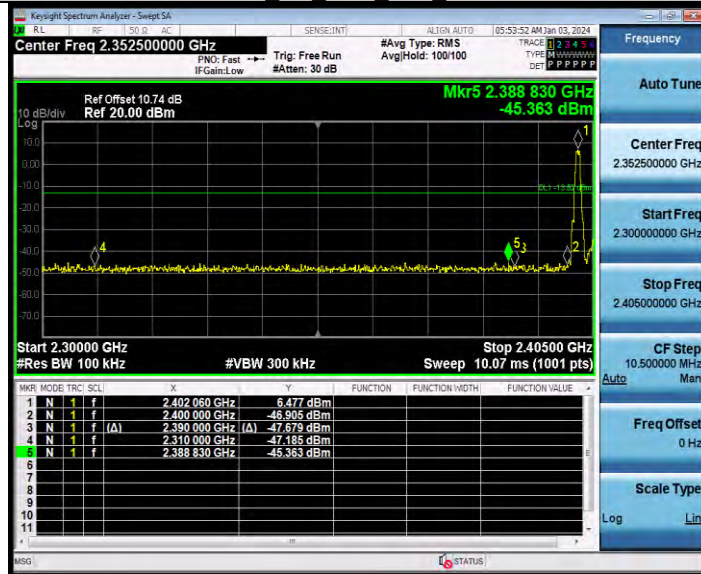 Keysight Spectrum Analyzer - Swept SA
RL RF 50 Ω AC SENSE:INT ALIGN AUTO 05:53:52 AM Jan 03, 2024
Center Freq 2.352500000 GHz
PNO: Fast
IFGain:Low
Trig: Free Run
#Atten: 30 dB
#Avg Type: RMS
Avg|Hold: 100/100
TRACE 1 2 3 4 5 6
TYPE M
DET P P P P P P
Ref Offset 10.74 dB
10 dB/div Ref 20.00 dBm
Log
Mkr5 2.388 830 GHz
-45.363 dBm
10.0
0.00
-10.0
-20.0
-30.0
-40.0
-50.0
-60.0
-70.0
1
2
3
4
5
Start 2.30000 GHz Stop 2.40500 GHz
#Res BW 100 kHz #VBW 300 kHz Sweep 10.07 ms (1001 pts)
MKR MODE TRC SCL X Y FUNCTION FUNCTION WIDTH FUNCTION VALUE
1 N 1 f 2.402 060 GHz 6.477 dBm
2 N 1 f 2.400 000 GHz -46.905 dBm
3 N 1 f (Δ) 2.390 000 GHz (Δ) -47.679 dBm
4 N 1 f 2.310 000 GHz -47.185 dBm
5 N 1 f 2.388 830 GHz -45.363 dBm
6
7
8
9
10
11
MSG STATUS
Frequency
Auto Tune
Center Freq
2.352500000 GHz
Start Freq
2.300000000 GHz
Stop Freq
2.405000000 GHz
CF Step
10.500000 MHz
Auto Man
Freq Offset
0 Hz
Scale Type
Log Lin